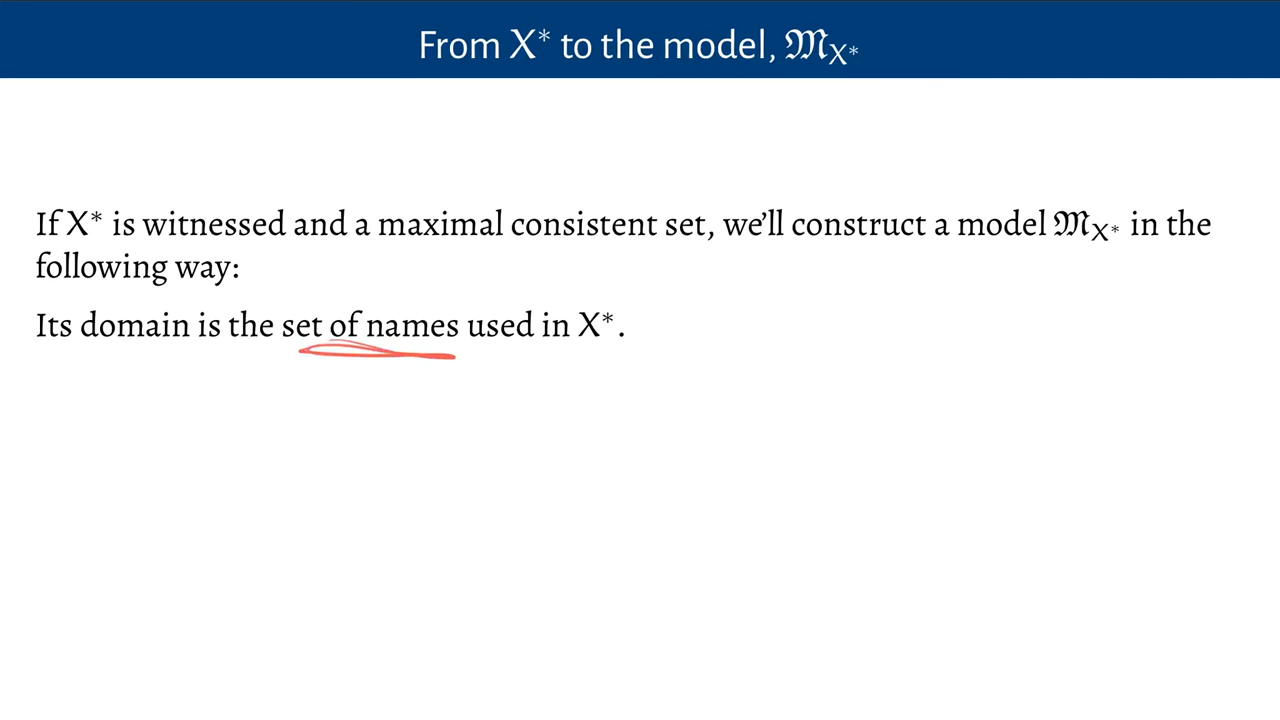 From X* to the model, 𝔐X*
If X* is witnessed and a maximal consistent set, we’ll construct a model 𝔐X* in the
following way:
Its domain is the set of names used in X*.